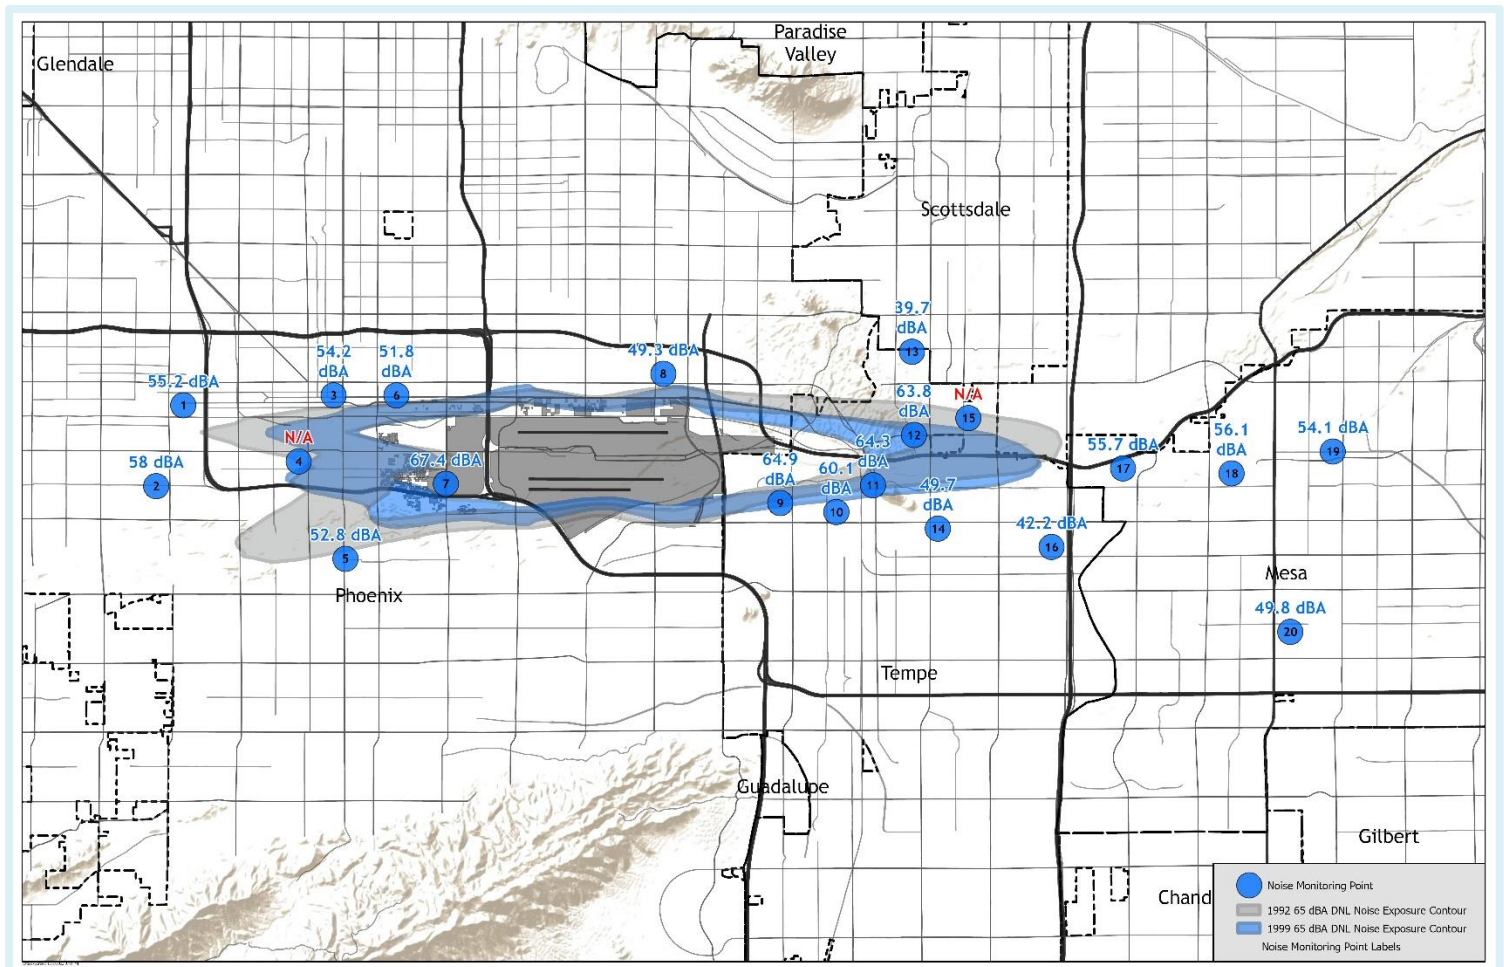 Paradise
Valley
Glendale
Scottsdale
39.7
dBA
13
54.2
dBA
3
51.8
dBA
6
49.3 dBA
8
55.2 dBA
1
63.8
dBA
12
N/A
15
N/A
4
58 dBA
2
67.4 dBA
7
64.9
dBA
9
60.1
dBA
10
64.3
dBA
11
49.7
dBA
14
55.7 dBA
17
56.1
dBA
18
54.1 dBA
19
52.8 dBA
5
42.2 dBA
16
Phoenix
Mesa
49.8 dBA
20
Tempe
Guadalupe
Gilbert
Chand
Noise Monitoring Point
1992 65 dBA DNL Noise Exposure Contour
1999 65 dBA DNL Noise Exposure Contour
Noise Monitoring Point Labels